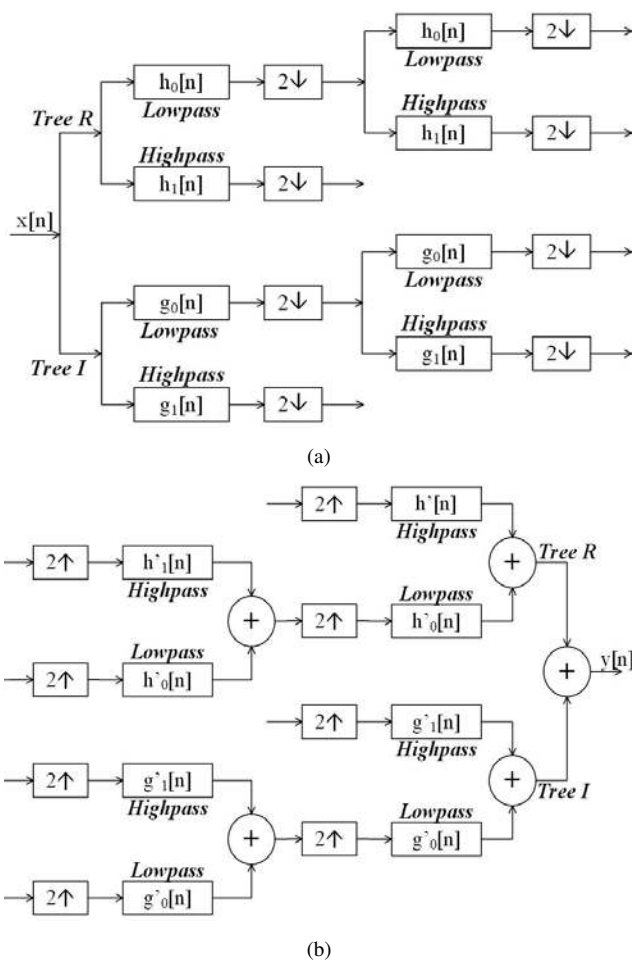 h₀[n] 2↓
Lowpass
h₀[n] 2↓
Lowpass
Highpass
h₁[n] 2↓
Tree R
Highpass
h₁[n] 2↓
x[n]
g₀[n] 2↓
Lowpass
g₀[n] 2↓
Lowpass
Highpass
g₁[n] 2↓
Tree I
Highpass
g₁[n] 2↓
(a)
2↑ h'[n]
Highpass
Tree R
2↑ h'₁[n]
Highpass
+
Lowpass
+ 2↑ h'₀[n]
Lowpass
2↑ h'₀[n]
+ y[n]
2↑ g'₁[n]
Highpass
2↑ g'₁[n]
Highpass
+
Tree I
Lowpass
+ 2↑ g'₀[n]
Lowpass
2↑ g'₀[n]
(b)